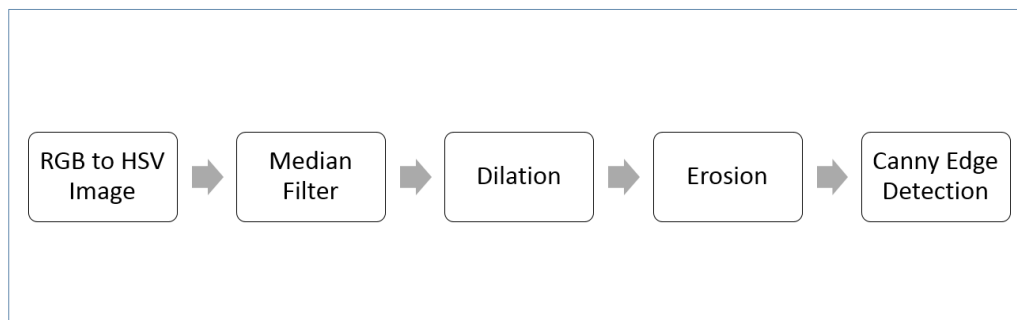 RGB to HSV
Image
Median
Filter
Dilation
Erosion
Canny Edge
Detection